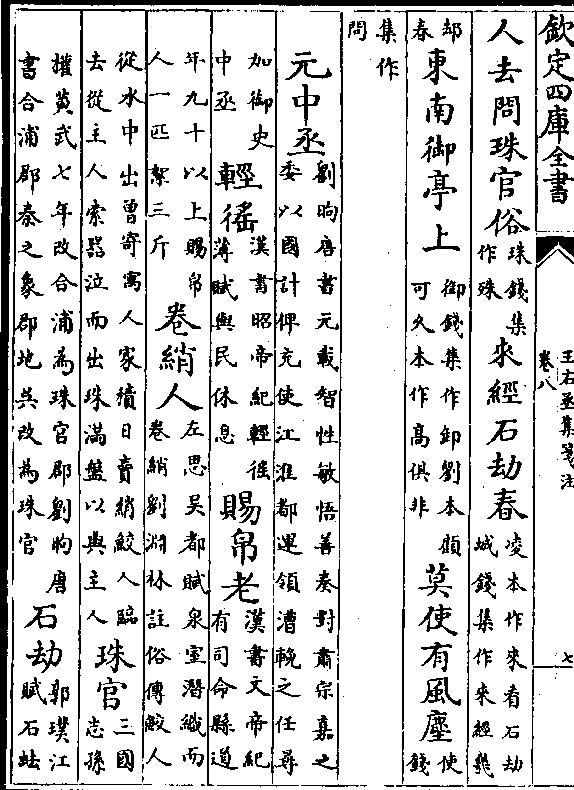 欽定四庫全書
王右丞集箋注
卷八
七
人去問珠官俗珠錢集作殊來經石劫春凌本作來看石劫城錢集作來經幾
却春東南御亭上御錢集作卸劉本顧可久本作高俱非莫使有風塵使錢
集作問
元中丞劉昫唐書元載智性敏悟善奏對肅宗嘉之委以國計俾充使江淮都運領漕輓之任尋
加御史中丞輕徭漢書昭帝紀輕徭薄賦與民休息賜帛老漢書文帝紀有司令縣道
年九十以上賜帛人一匹絮三斤卷綃人左思吳都賦泉室潛織而卷綃劉淵林註俗傳鮫人
從水中出曾寄寓人家積日賣綃鮫人臨去從主人索器泣而出珠滿盤以與主人珠官三國志孫
權黃武七年改合浦為珠官郡劉昫唐書合浦郡秦之象郡地吳改為珠官石劫郭璞江賦石蜐